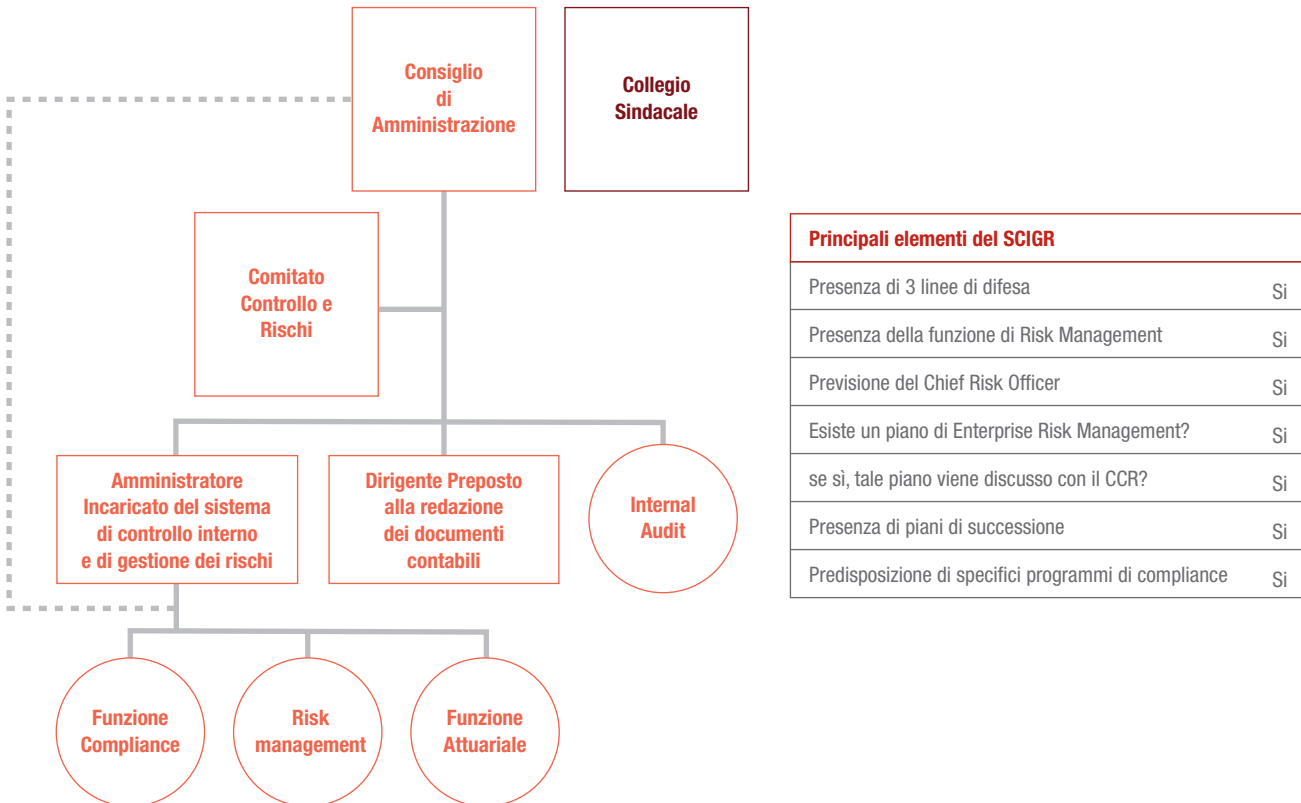 Consiglio
di
Amministrazione
Collegio
Sindacale
Comitato
Controllo e
Rischi
Amministratore
Incaricato del sistema
di controllo interno
e di gestione dei rischi
Dirigente Preposto
alla redazione
dei documenti
contabili
Internal
Audit
Funzione
Compliance
Risk
management
Funzione
Attuariale
Principali elementi del SCIGR
Presenza di 3 linee di difesa Si
Presenza della funzione di Risk Management Si
Previsione del Chief Risk Officer Si
Esiste un piano di Enterprise Risk Management? Si
se sì, tale piano viene discusso con il CCR? Si
Presenza di piani di successione Si
Predisposizione di specifici programmi di compliance Si